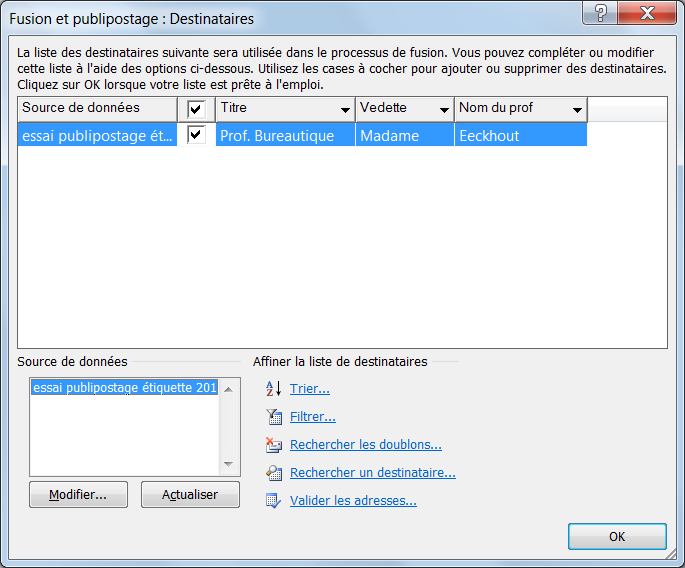 Fusion et publipostage : Destinataires
La liste des destinataires suivante sera utilisée dans le processus de fusion. Vous pouvez compléter ou modifier
cette liste à l'aide des options ci-dessous. Utilisez les cases à cocher pour ajouter ou supprimer des destinataires.
Cliquez sur OK lorsque votre liste est prête à l'emploi.
Source de données Titre Vedette Nom du prof
essai publipostage ét... Prof. Bureautique Madame Eeckhout
Source de données
essai publipostage étiquette 201
Modifier... Actualiser
Affiner la liste de destinataires
Trier...
Filtrer...
Rechercher les doublons...
Rechercher un destinataire...
Valider les adresses...
OK